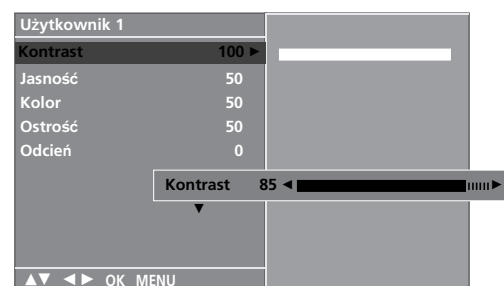 Użytkownik 1
Kontrast 100 ►
Jasność 50
Kolor 50
Ostrość 50
Odcień 0
Kontrast 85 ◄ ►
▼
▲▼ ◄► OK MENU